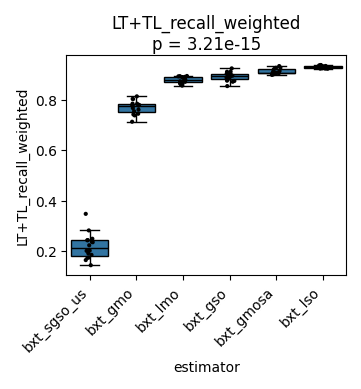 LT+TL_recall_weighted
p = 3.21e-15
LT+TL_recall_weighted
0.8
0.6
0.4
0.2
bxt_sgso_us
bxt_gmo
bxt_lmo
bxt_gso
bxt_gmosa
bxt_lso
estimator